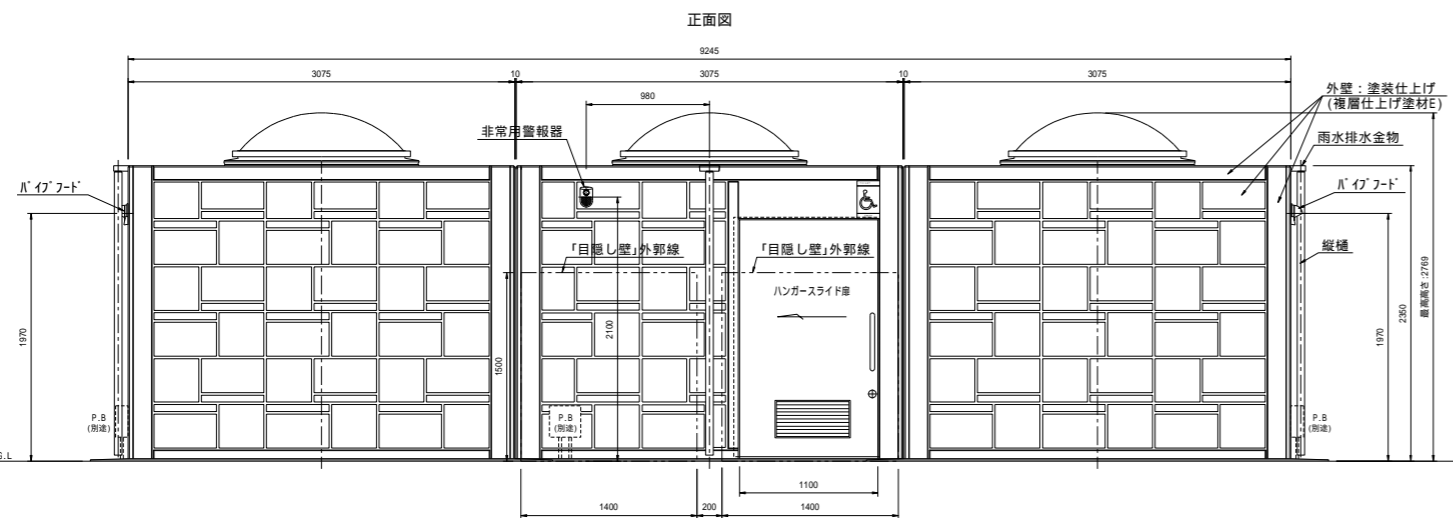 正面図
9245
3075
10
3075
10
3075
980
外壁：塗装仕上げ
(複層仕上げ塗材E)
非常用警報器
雨水排水金物
ﾊﾟｲﾌﾟﾌｰﾄﾞ
ﾊﾟｲﾌﾟﾌｰﾄﾞ
「目隠し壁」外郭線
「目隠し壁」外郭線
縦樋
ハンガースライド扉
1970
1500
2100
1970
2350
最高高さ:2769
P.B
(別途)
P.B
(別途)
P.B
(別途)
G.L
1100
1400
200
1400